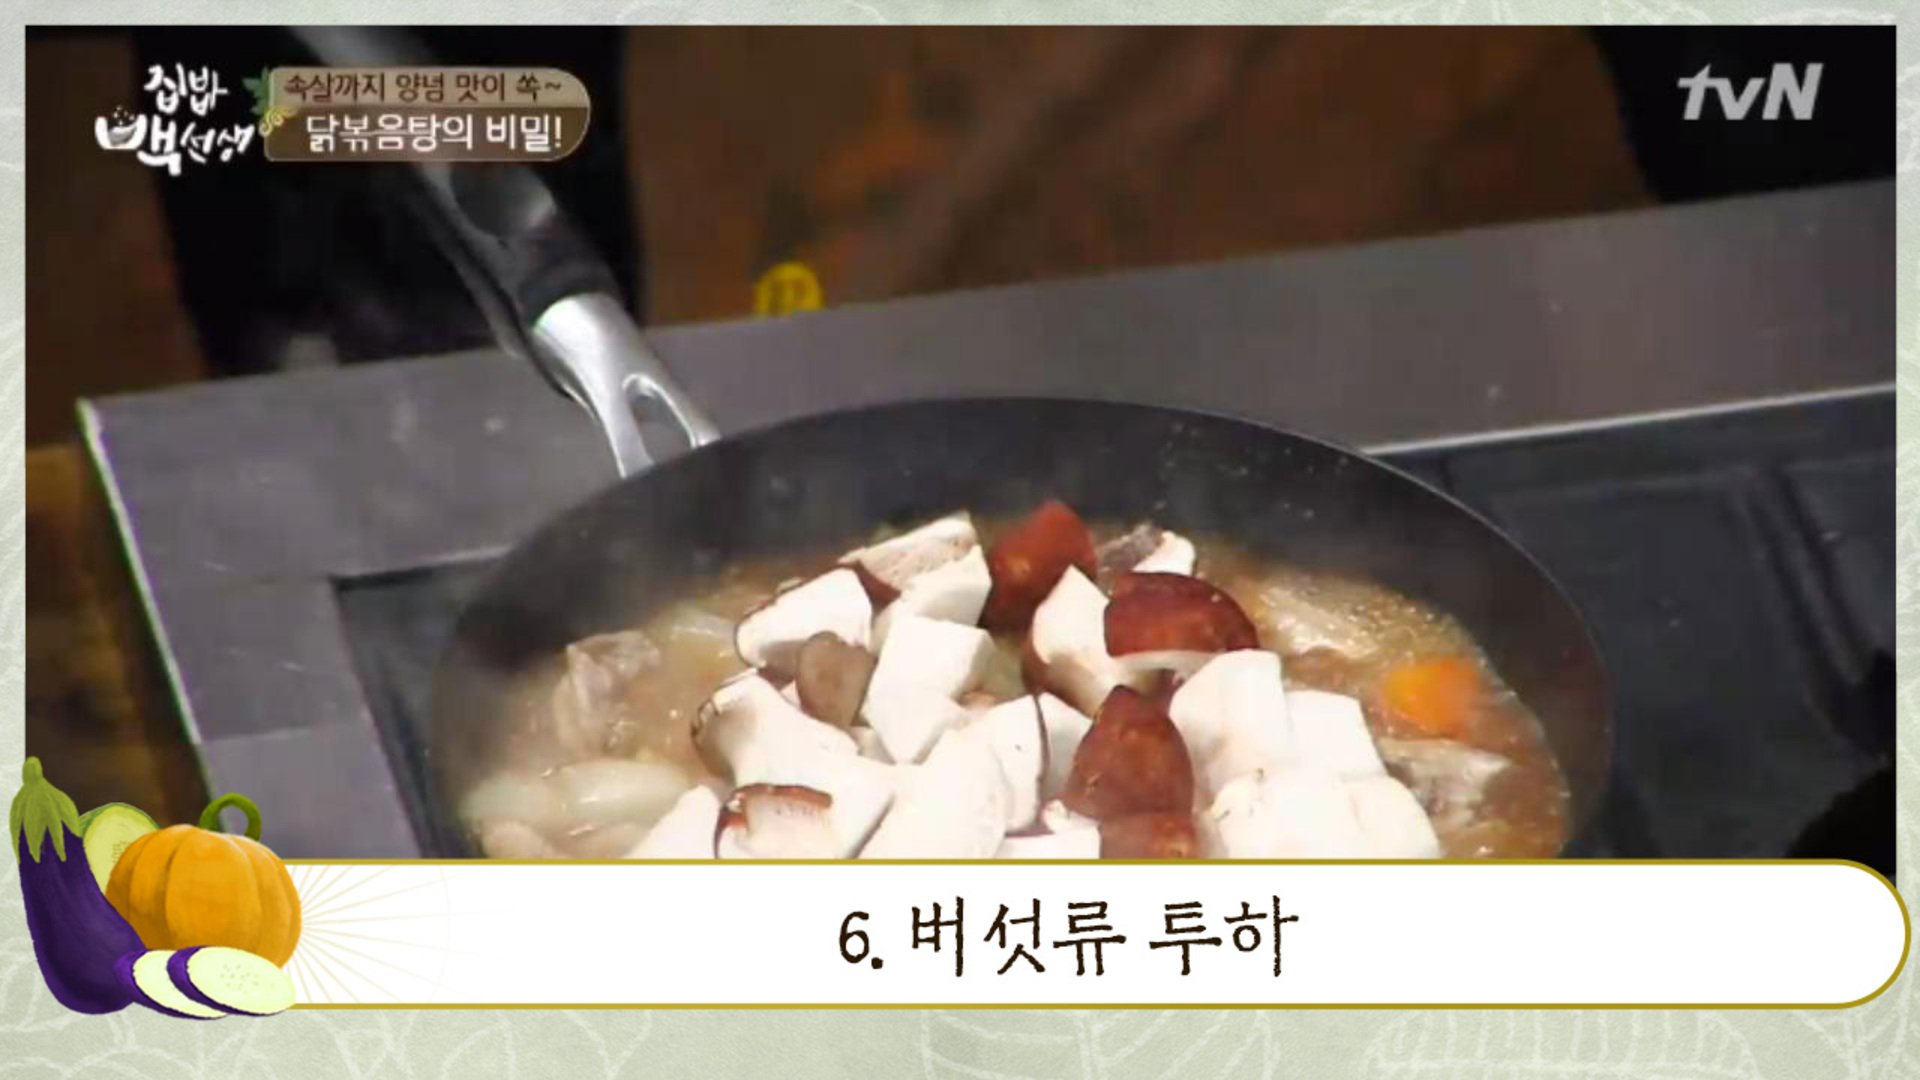 집밥
백선생
속살까지 양념 맛이 쏙~
닭볶음탕의 비밀!
tvN
6. 버섯류 투하